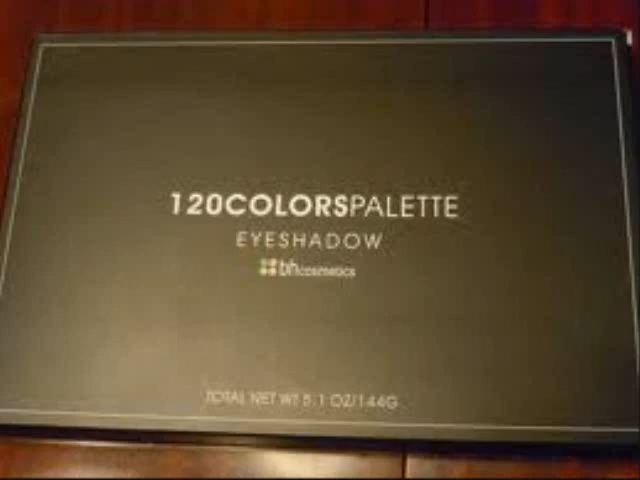 120COLORSPALETTE
EYESHADOW
bhcosmetics
TOTAL NET WT 5.1 OZ/144G